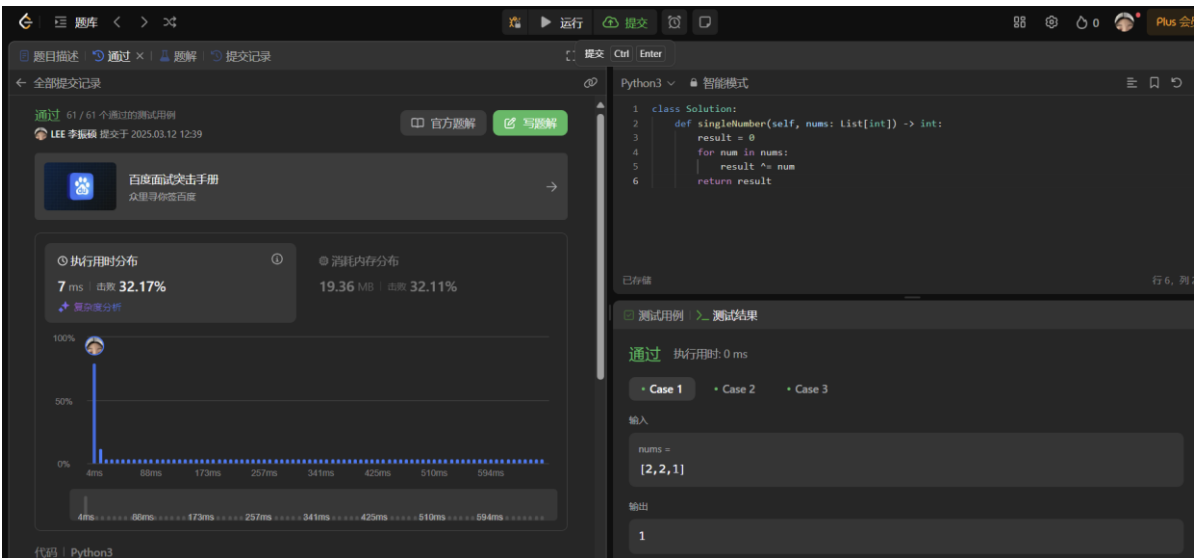 题库
运行
提交
0
Plus 会
题目描述
通过
题解
提交记录
提交 Ctrl Enter
全部提交记录
通过 61 / 61 个通过的测试用例
LEE 李振硕 提交于 2025.03.12 12:39
官方题解
写题解
百度面试突击手册
众里寻你签百度
执行用时分布
7 ms 击败 32.17%
复杂度分析
消耗内存分布
19.36 MB 击败 32.11%
100%
50%
0%
4ms 88ms 173ms 257ms 341ms 425ms 510ms 594ms
4ms 88ms 173ms 257ms 341ms 425ms 510ms 594ms
代码 Python3
Python3 智能模式
1 class Solution:
2 def singleNumber(self, nums: List[int]) -> int:
3 result = 0
4 for num in nums:
5 result ^= num
6 return result
已存储
行 6, 列
测试用例 >_ 测试结果
通过 执行用时: 0 ms
• Case 1 • Case 2 • Case 3
输入
nums =
[2,2,1]
输出
1